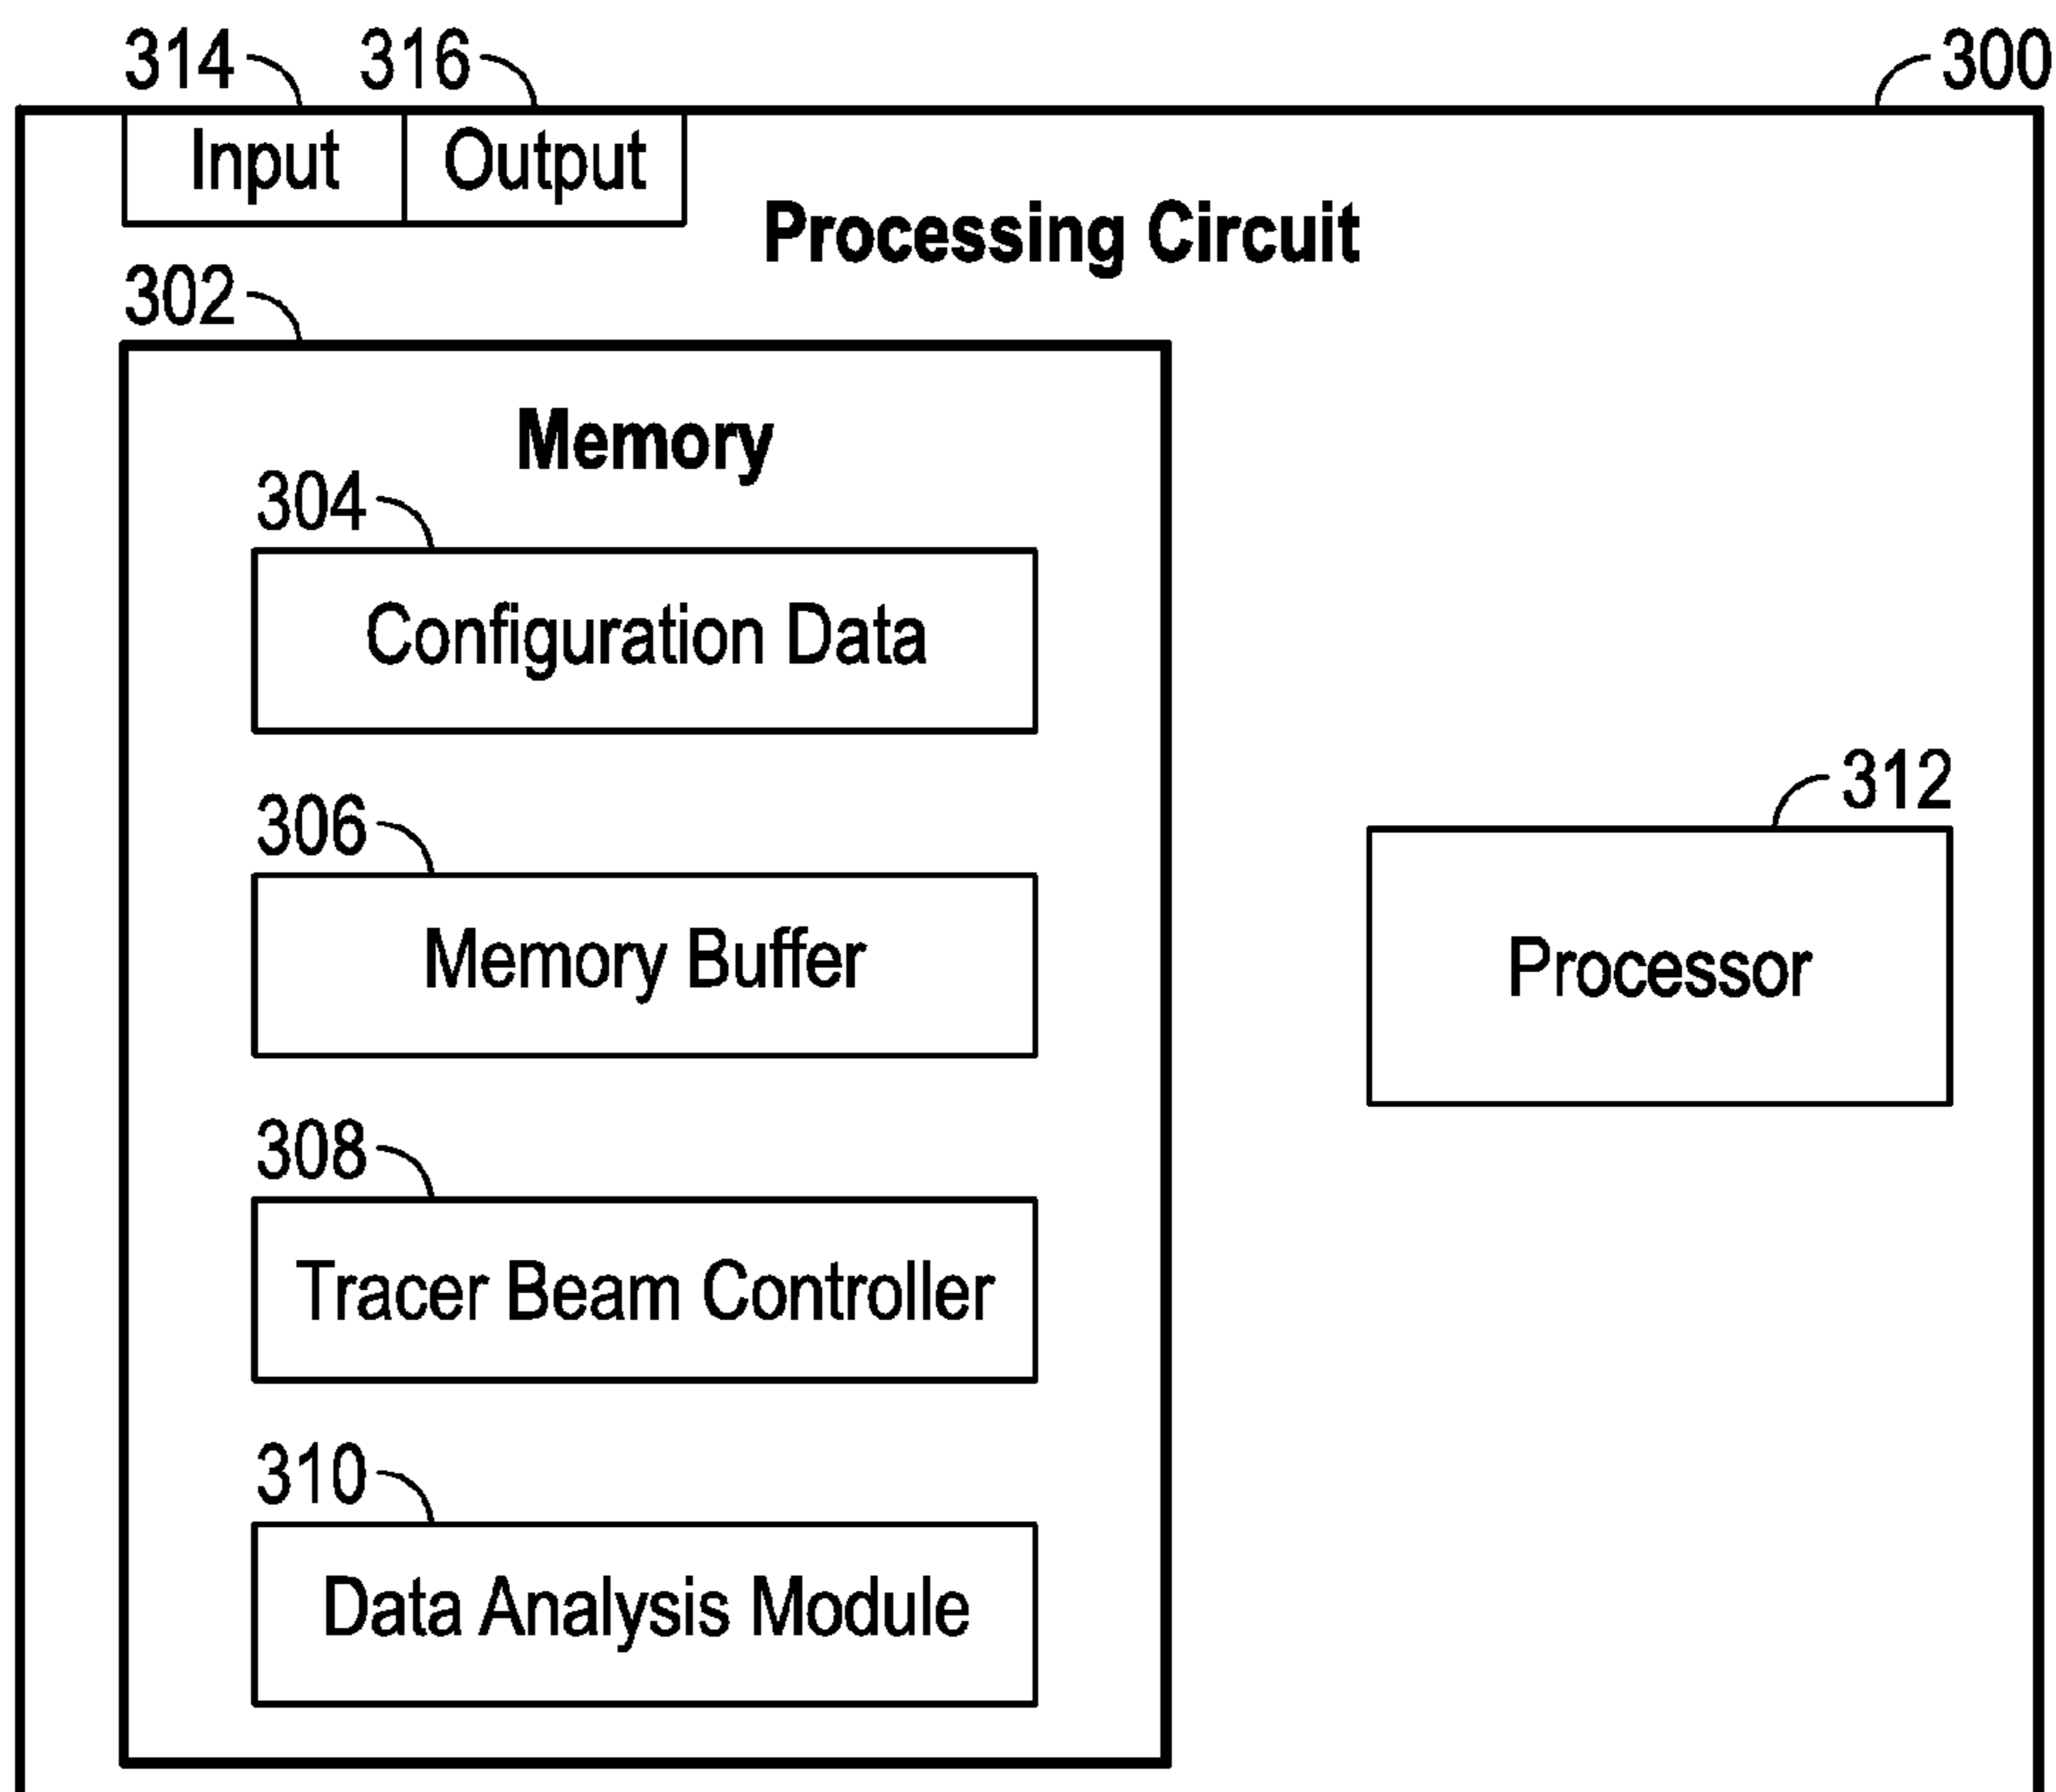 314 316 300
Input Output
Processing Circuit
302
Memory
304
Configuration Data
306
Memory Buffer
312
Processor
308
Tracer Beam Controller
310
Data Analysis Module